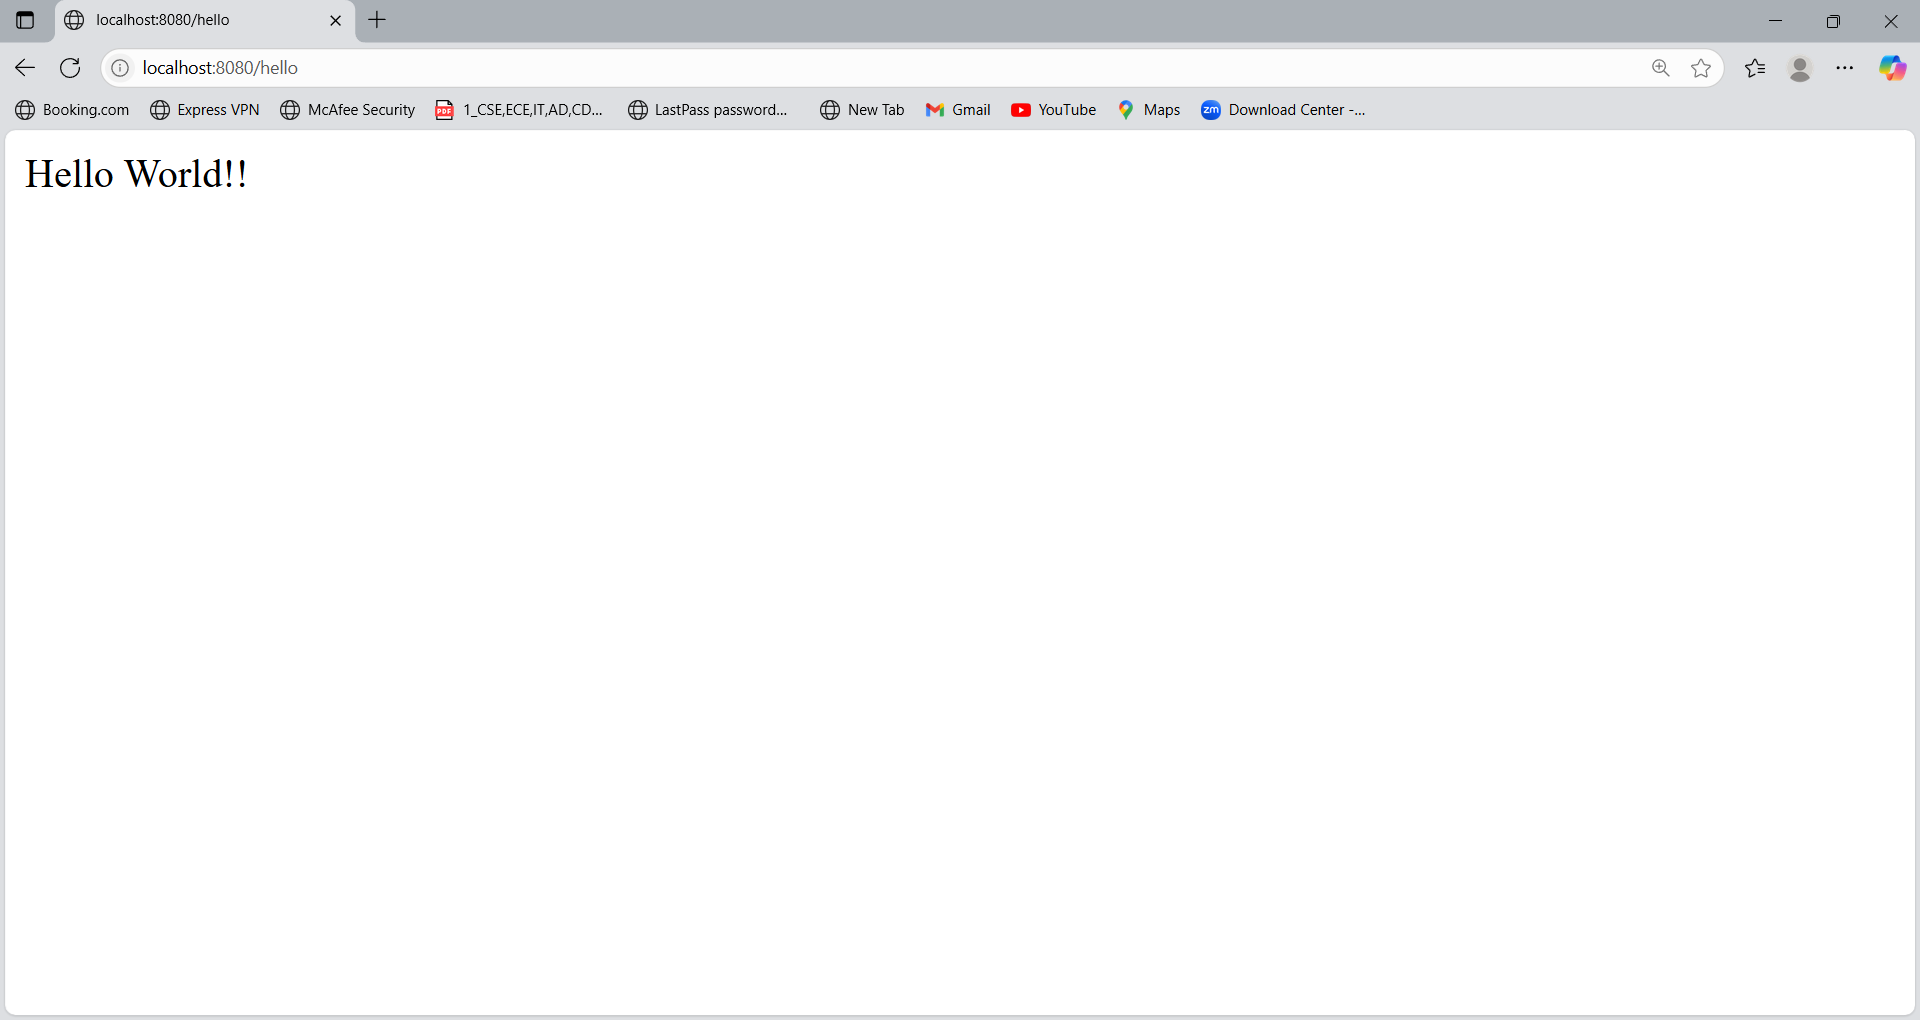 localhost:8080/hello
localhost:8080/hello
Booking.com Express VPN McAfee Security 1_CSE,ECE,IT,AD,CD... LastPass password... New Tab Gmail YouTube Maps zm Download Center -...
Hello World!!